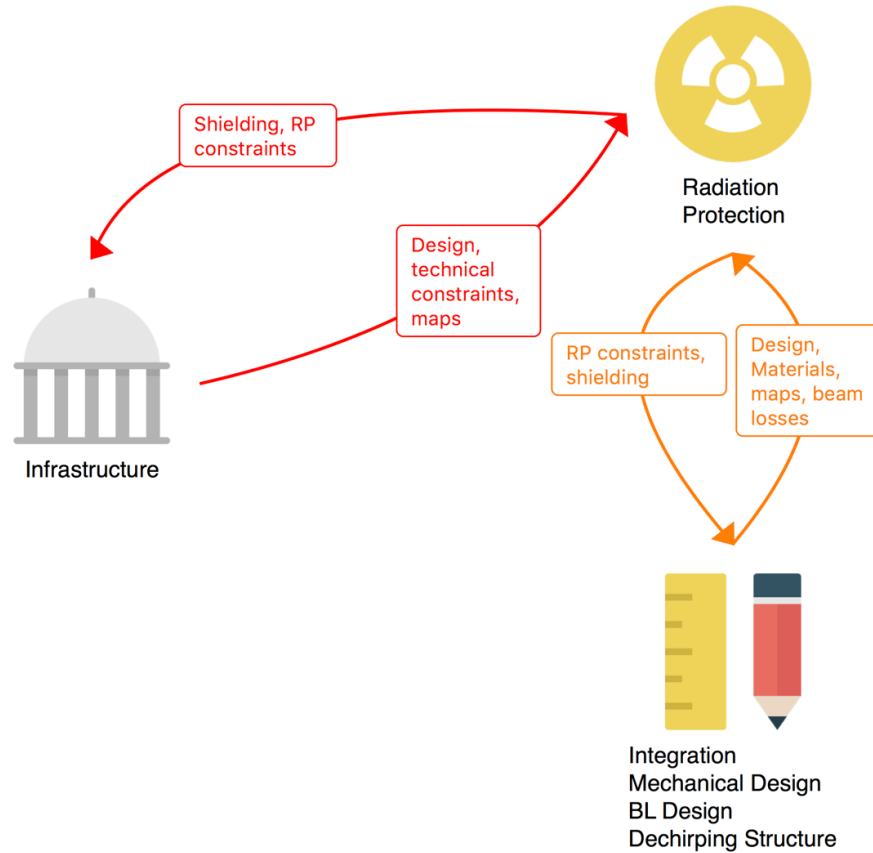 Shielding, RP
constraints
Radiation
Protection
Design,
technical
constraints,
maps
RP constraints,
shielding
Design,
Materials,
maps, beam
losses
Infrastructure
Integration
Mechanical Design
BL Design
Dechirping Structure